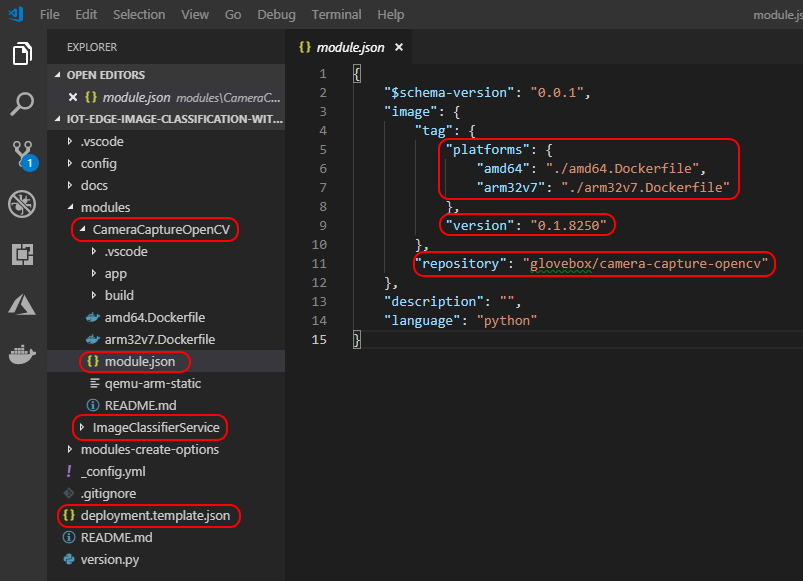 File Edit Selection View Go Debug Terminal Help
module.js
EXPLORER
OPEN EDITORS
{} module.json modules\CameraC...
IOT-EDGE-IMAGE-CLASSIFICATION-WIT...
.vscode
config
docs
modules
CameraCaptureOpenCV
.vscode
app
build
amd64.Dockerfile
arm32v7.Dockerfile
{} module.json
qemu-arm-static
README.md
ImageClassifierService
modules-create-options
! _config.yml
.gitignore
{} deployment.template.json
README.md
version.py
1
{} module.json ×
1 {
2 "$schema-version": "0.0.1",
3 "image": {
4 "tag": {
5 "platforms": {
6 "amd64": "./amd64.Dockerfile",
7 "arm32v7": "./arm32v7.Dockerfile"
8 },
9 "version": "0.1.8250"
10 },
11 "repository": "glovebox/camera-capture-opencv"
12 },
13 "description": "",
14 "language": "python"
15 }